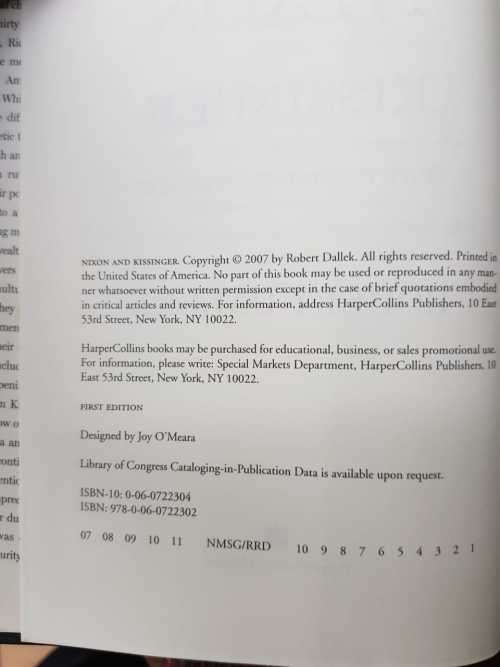 NIXON AND KISSINGER. Copyright © 2007 by Robert Dallek. All rights reserved. Printed in
the United States of America. No part of this book may be used or reproduced in any man-
ner whatsoever without written permission except in the case of brief quotations embodied
in critical articles and reviews. For information, address HarperCollins Publishers, 10 East
53rd Street, New York, NY 10022.
HarperCollins books may be purchased for educational, business, or sales promotional use.
For information, please write: Special Markets Department, HarperCollins Publishers, 10
East 53rd Street, New York, NY 10022.
FIRST EDITION
Designed by Joy O'Meara
Library of Congress Cataloging-in-Publication Data is available upon request.
ISBN-10: 0-06-0722304
ISBN: 978-0-06-0722302
07 08 09 10 11 NMSG/RRD 10 9 8 7 6 5 4 3 2 1